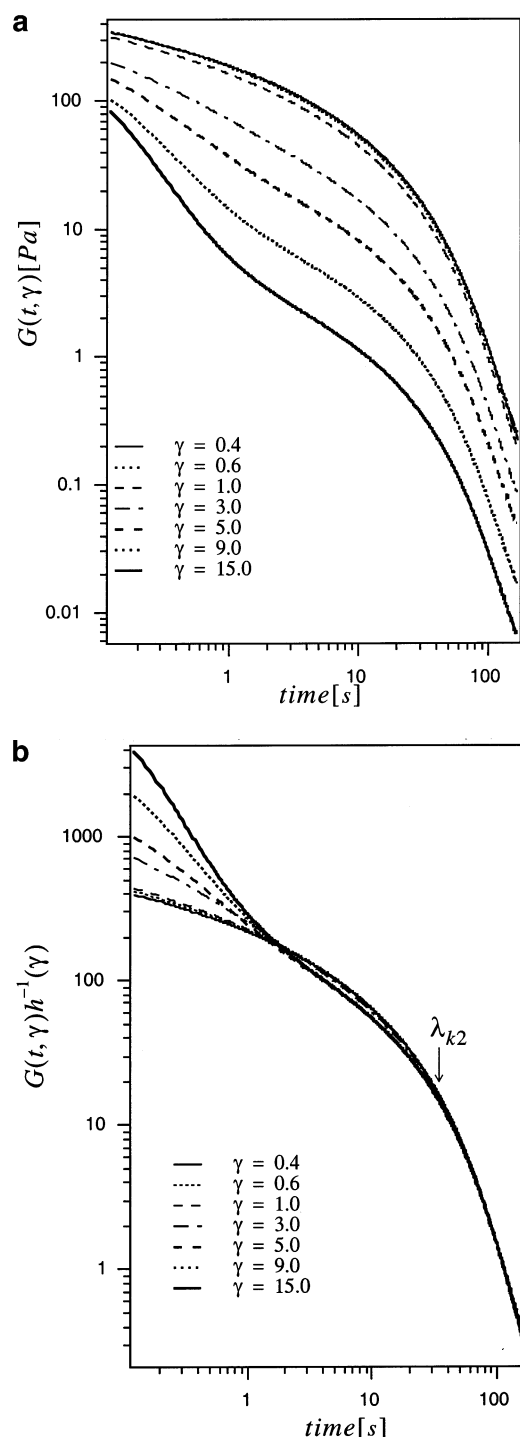 a
G(t,γ)[Pa]
100
10
1
0.1
0.01
γ = 0.4
γ = 0.6
γ = 1.0
γ = 3.0
γ = 5.0
γ = 9.0
γ = 15.0
1
10
100
time[s]
b
G(t,γ)h⁻¹(γ)
1000
100
10
1
λk2
γ = 0.4
γ = 0.6
γ = 1.0
γ = 3.0
γ = 5.0
γ = 9.0
γ = 15.0
1
10
100
time[s]